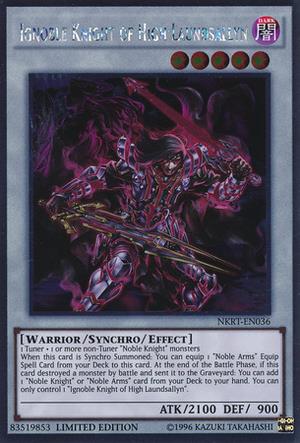 Ignoble Knight of High Laundsallyn
DARK
闇
NKRT-EN036
[Warrior/Synchro/Effect]
1 Tuner + 1 or more non-Tuner "Noble Knight" monsters
When this card is Synchro Summoned: You can equip 1 "Noble Arms" Equip
Spell Card from your Deck to this card. At the end of the Battle Phase, if this
card destroyed a monster by battle and sent it to the Graveyard: You can add
1 "Noble Knight" or "Noble Arms" card from your Deck to your hand. You can
only control 1 "Ignoble Knight of High Laundsallyn".
ATK/2100 DEF/ 900
83519853 LIMITED EDITION ©1996 KAZUKI TAKAHASHI